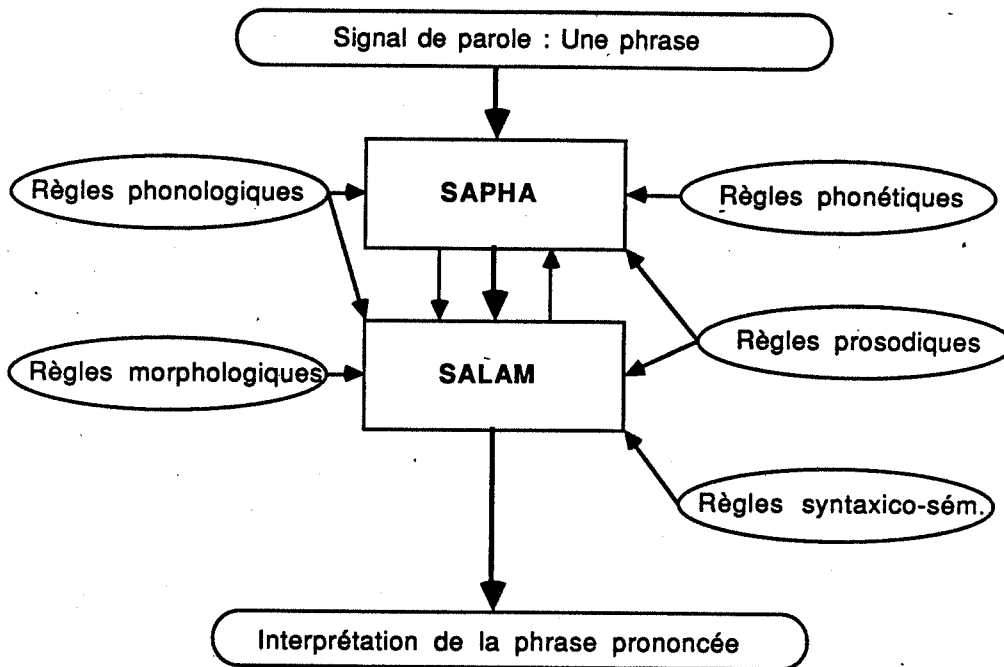 Signal de parole : Une phrase
Règles phonologiques
SAPHA
Règles phonétiques
Règles prosodiques
Règles morphologiques
SALAM
Règles syntaxico-sém.
Interprétation de la phrase prononcée